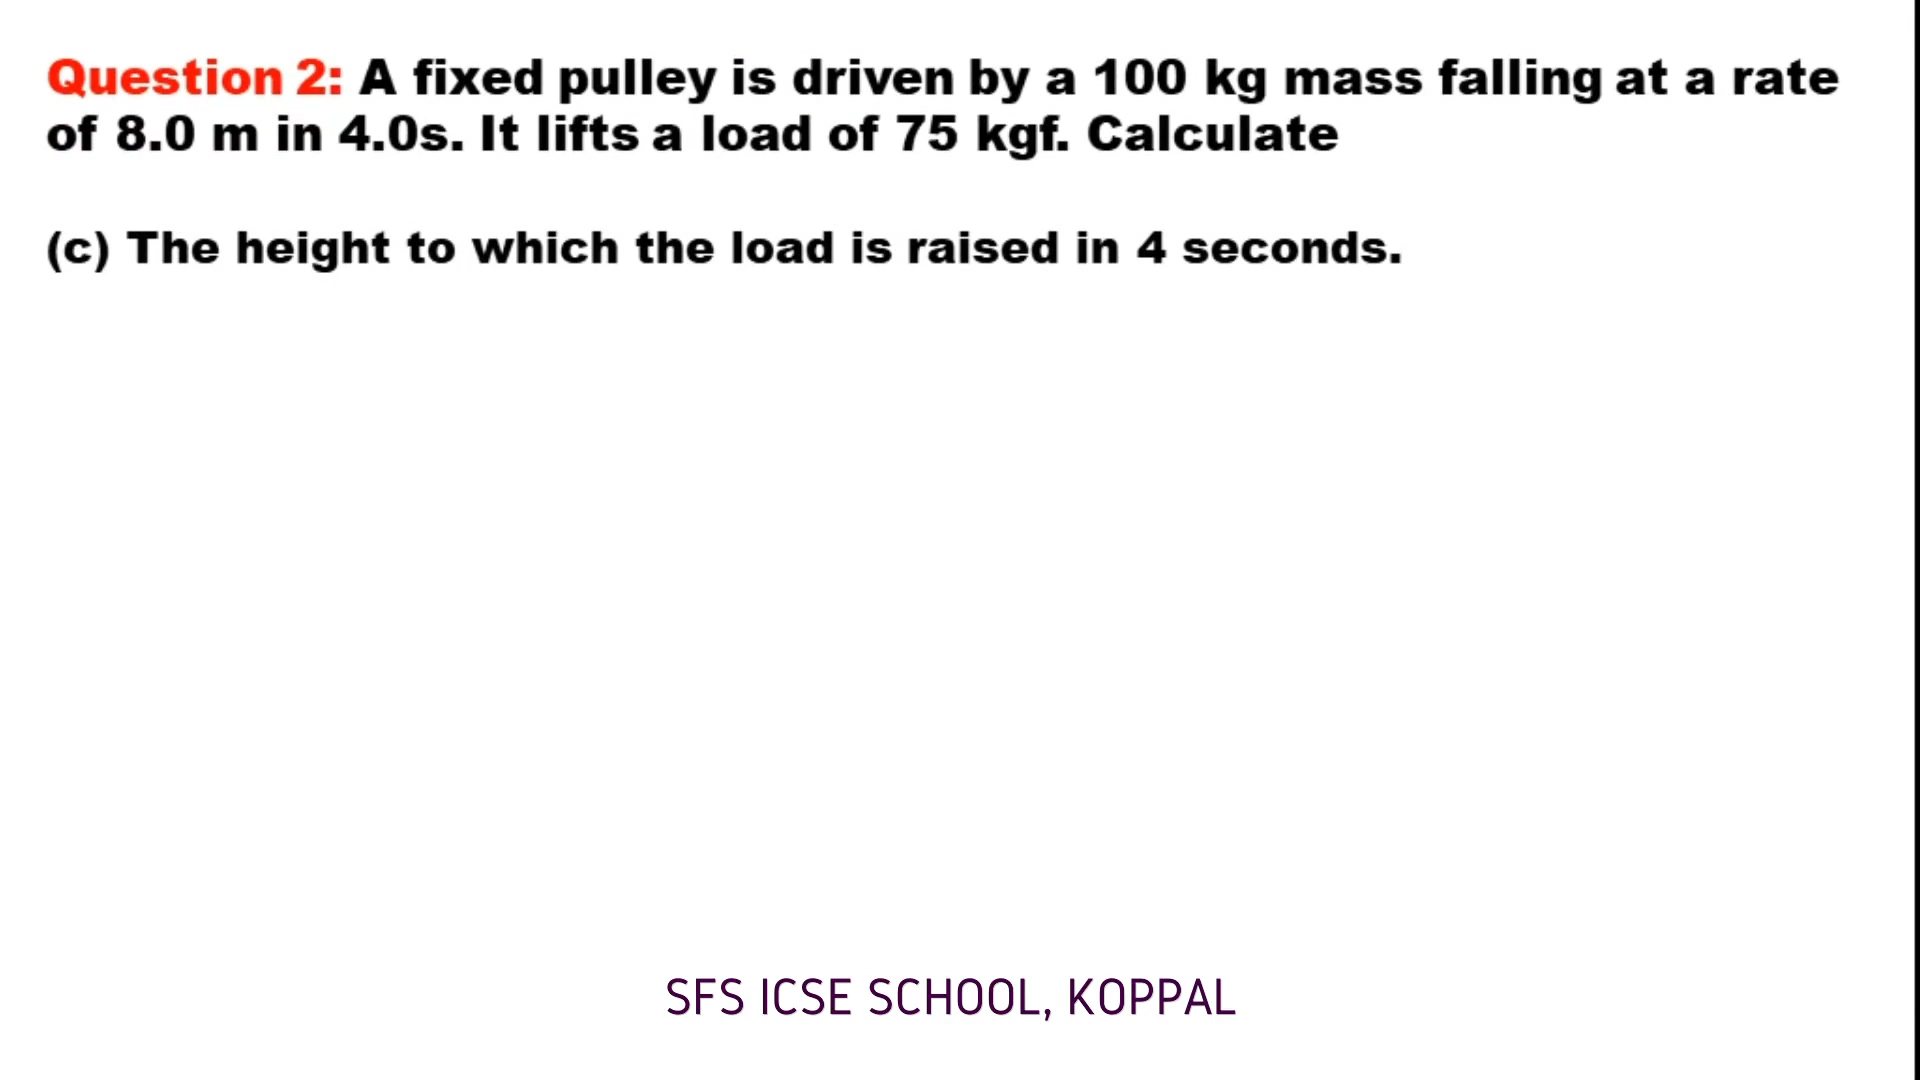 Question 2: A fixed pulley is driven by a 100 kg mass falling at a rate
of 8.0 m in 4.0s. It lifts a load of 75 kgf. Calculate
(c) The height to which the load is raised in 4 seconds.
SFS ICSE SCHOOL, KOPPAL